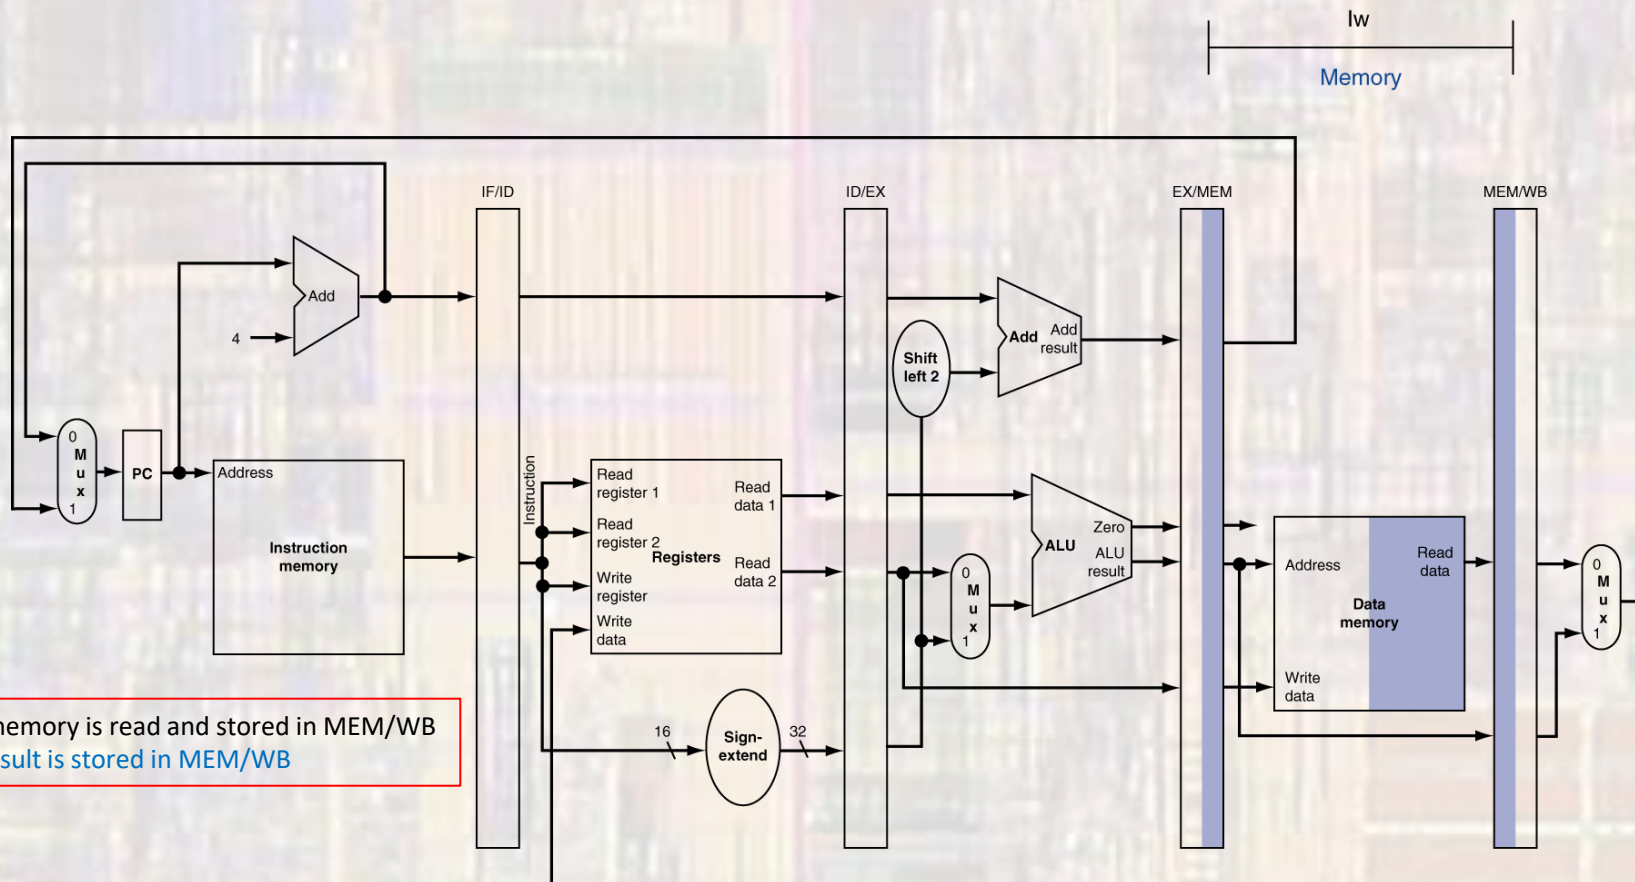 lw
Memory
IF/ID
ID/EX
EX/MEM
MEM/WB
Add
4
Shift
left 2
Add
Add
result
0
M
u
x
1
PC
Address
Instruction
memory
Instruction
Read
register 1
Read
register 2
Write
register
Write
data
Registers
Read
data 1
Read
data 2
16
Sign-
extend
32
0
M
u
x
1
ALU
Zero
ALU
result
Address
Write
data
Data
memory
Read
data
0
M
u
x
1
memory is read and stored in MEM/WB
sult is stored in MEM/WB